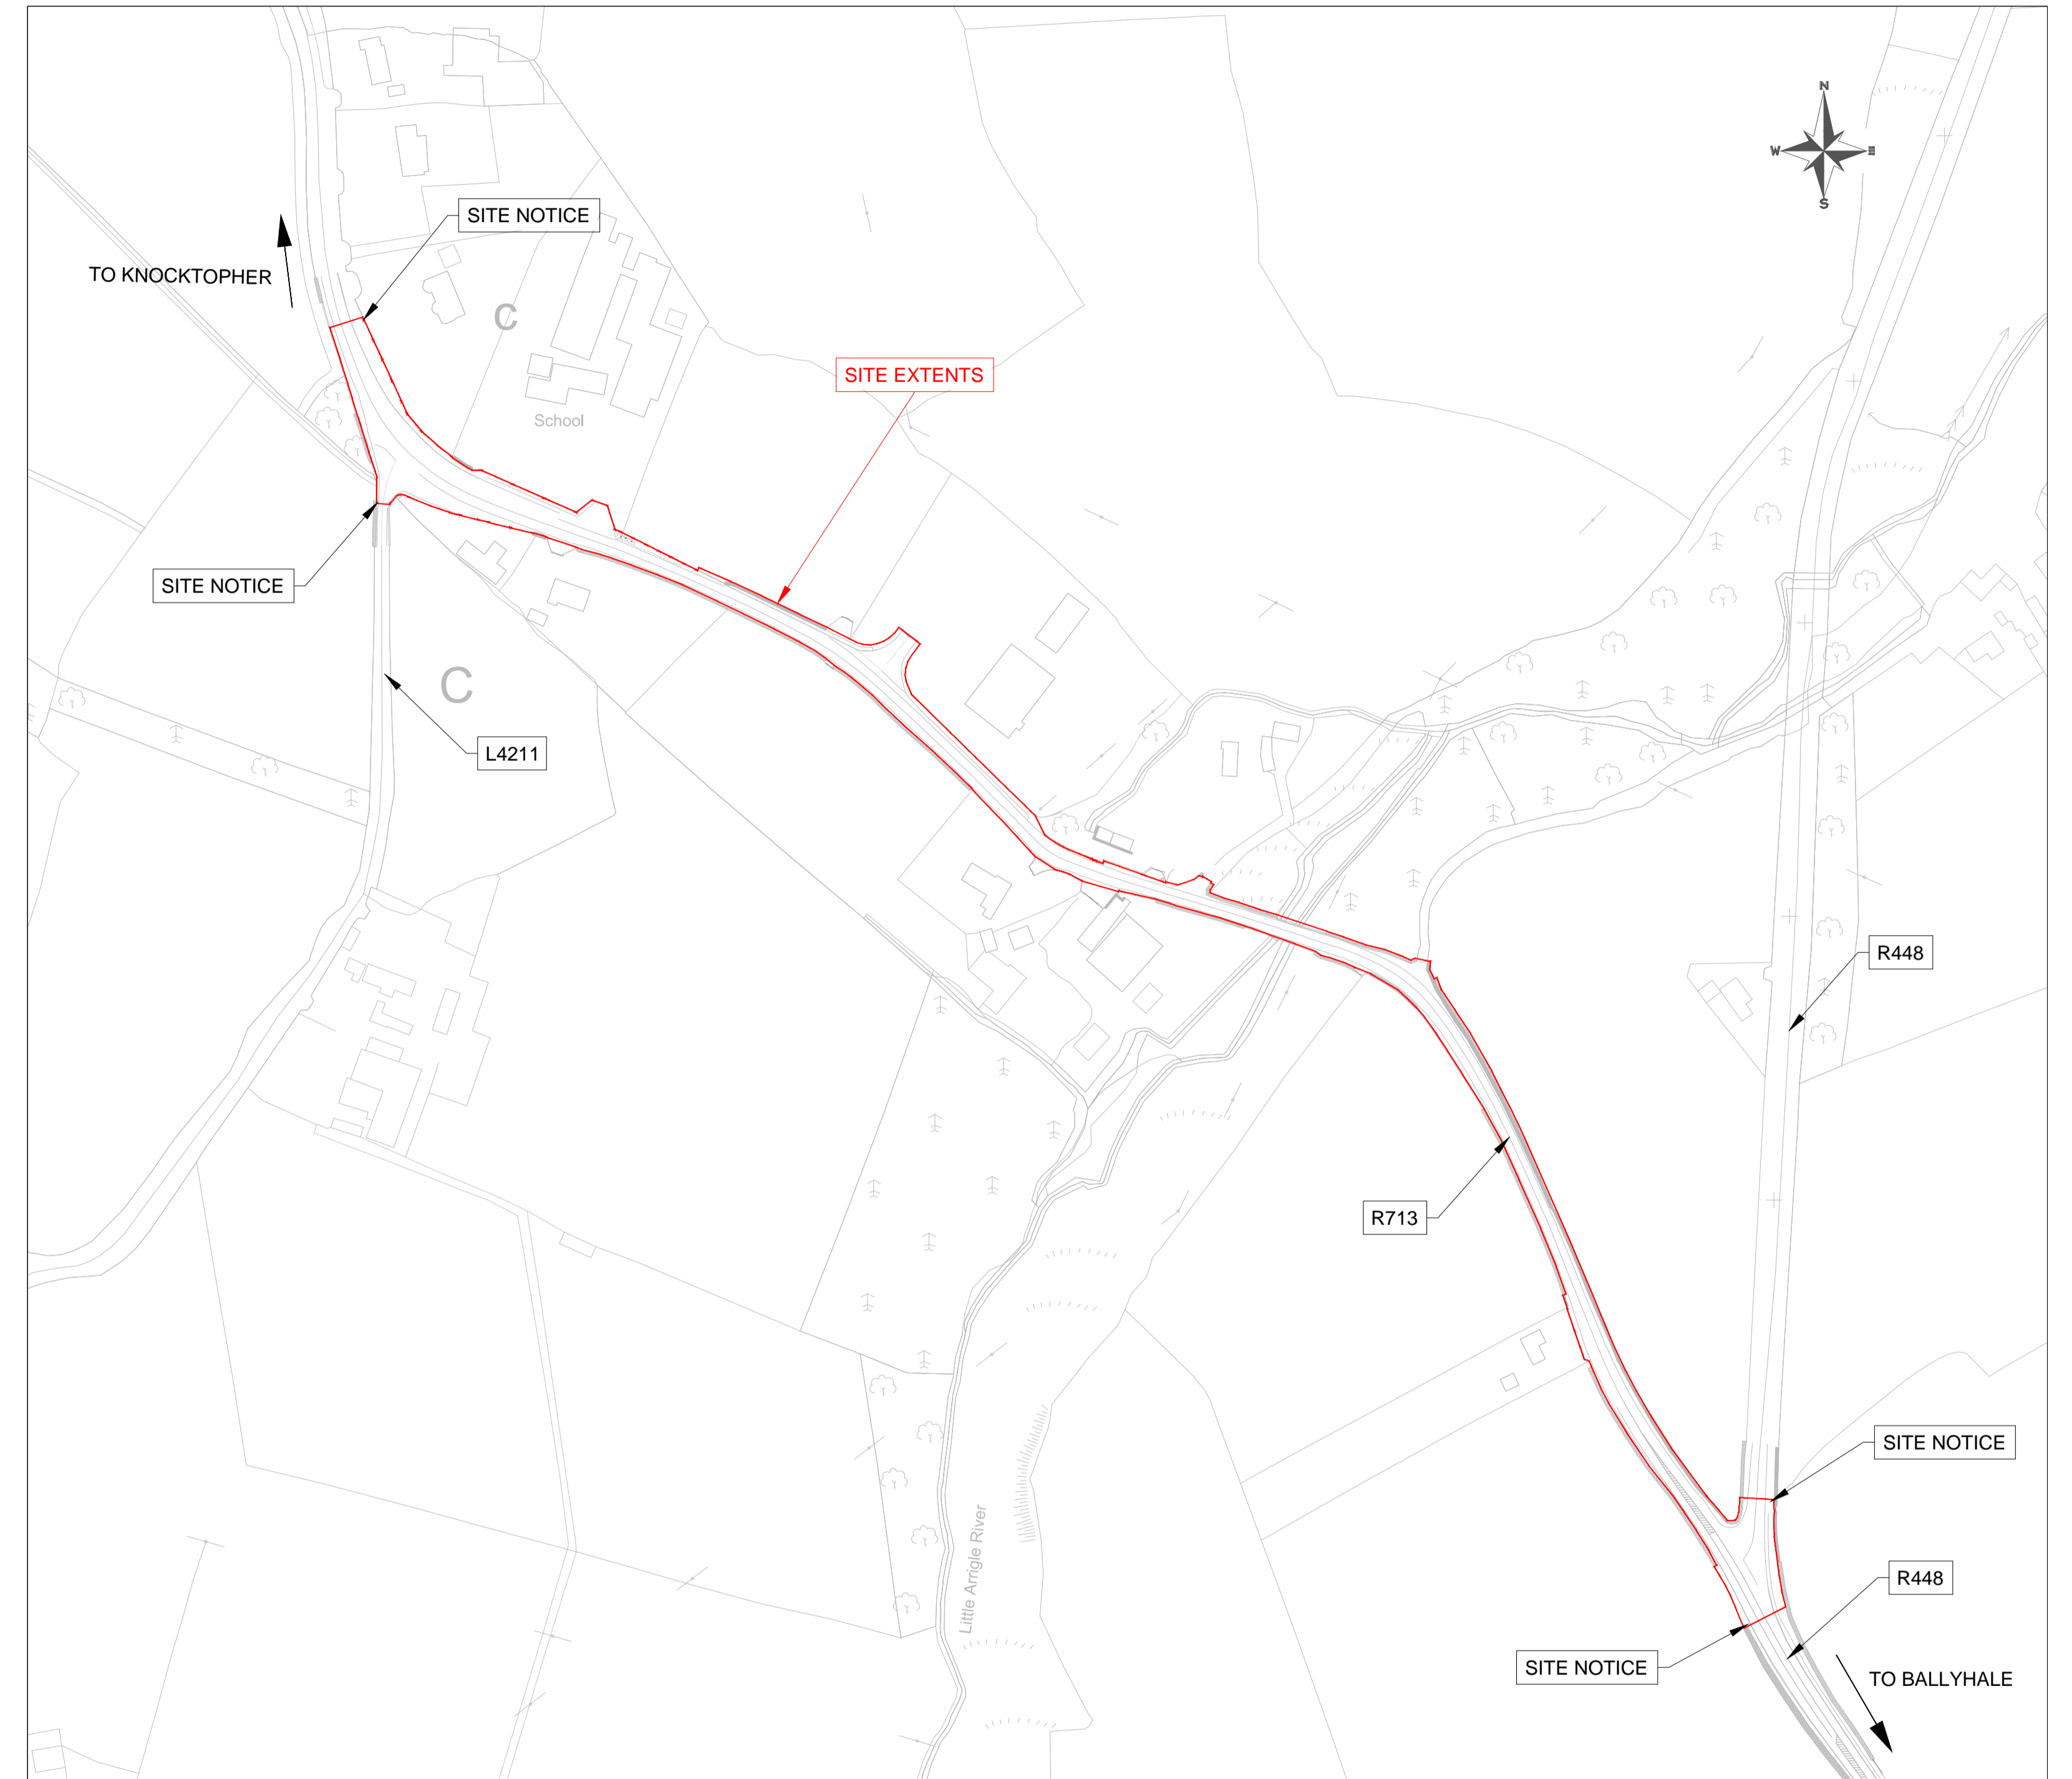 N
W
E
S
SITE NOTICE
TO KNOCKTOPHER
C
SITE EXTENTS
School
SITE NOTICE
C
L4211
R448
R713
SITE NOTICE
Little Arrigle River
R448
SITE NOTICE
TO BALLYHALE